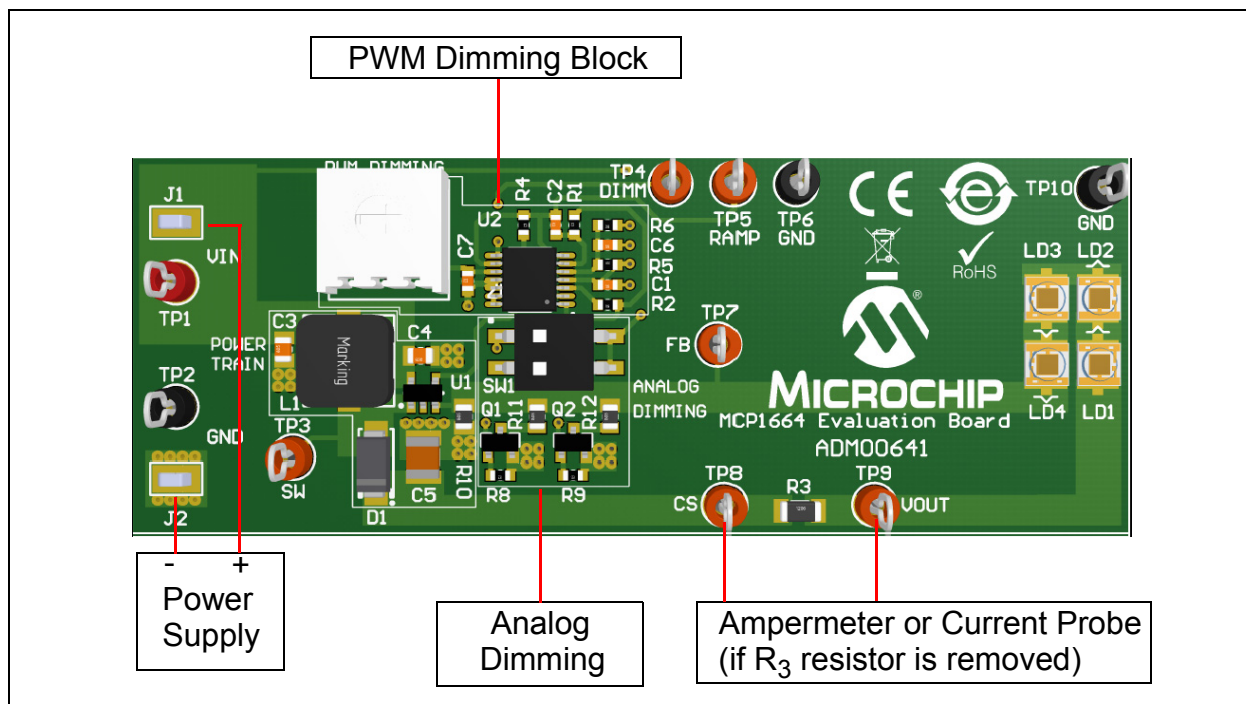 PWM Dimming Block
PWM DIMMING
J1
VIN
TP1
U2
R4
C2
R1
C7
R6
C6
R5
C1
R2
TP4
DIMM
TP5
RAMP
TP6
GND
CE
e
RoHS
TP10
GND
LD3
LD2
LD4
LD1
C3
POWER
TRAIN
L1
Marking
C4
U1
TP2
GND
TP3
SW
J2
D1
C5
R10
SW1
ANALOG
DIMMING
Q1
R11
Q2
R12
R8
R9
TP7
FB
®
MICROCHIP
MCP1664 Evaluation Board
ADM00641
TP8
CS
R3
TP9
VOUT
- +
Power
Supply
Analog
Dimming
Ampermeter or Current Probe
(if R3 resistor is removed)